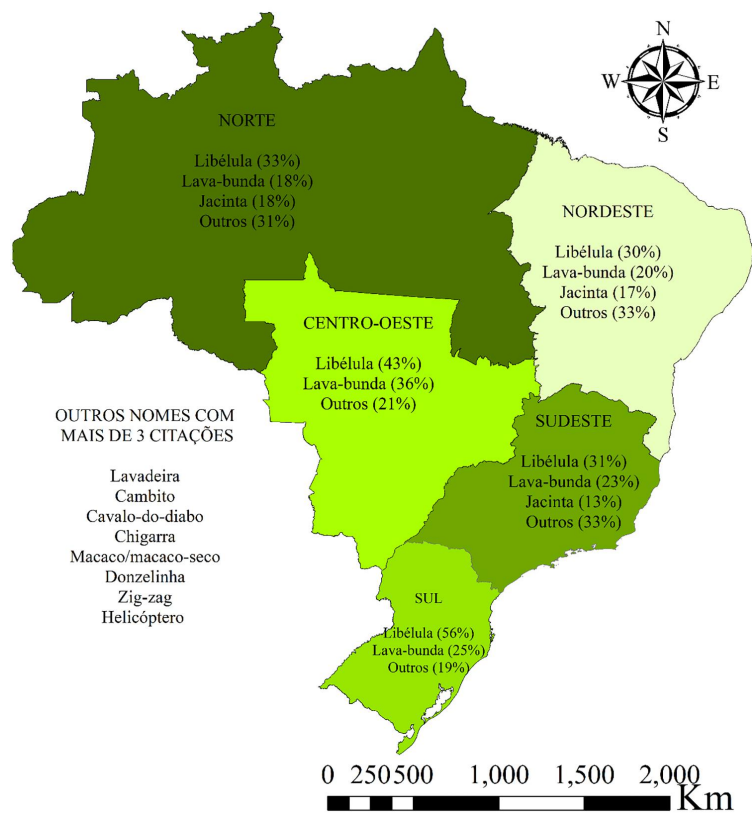 N
W
E
S
NORTE
Libélula (33%)
Lava-bunda (18%)
Jacinta (18%)
Outros (31%)
NORDESTE
Libélula (30%)
Lava-bunda (20%)
Jacinta (17%)
Outros (33%)
CENTRO-OESTE
Libélula (43%)
Lava-bunda (36%)
Outros (21%)
SUDESTE
Libélula (31%)
Lava-bunda (23%)
Jacinta (13%)
Outros (33%)
OUTROS NOMES COM
MAIS DE 3 CITAÇÕES
Lavadeira
Cambito
Cavalo-do-diabo
Chigarra
Macaco/macaco-seco
Donzelinha
Zig-zag
Helicóptero
SUL
Libélula (56%)
Lava-bunda (25%)
Outros (19%)
0 250 500 1,000 1,500 2,000
Km